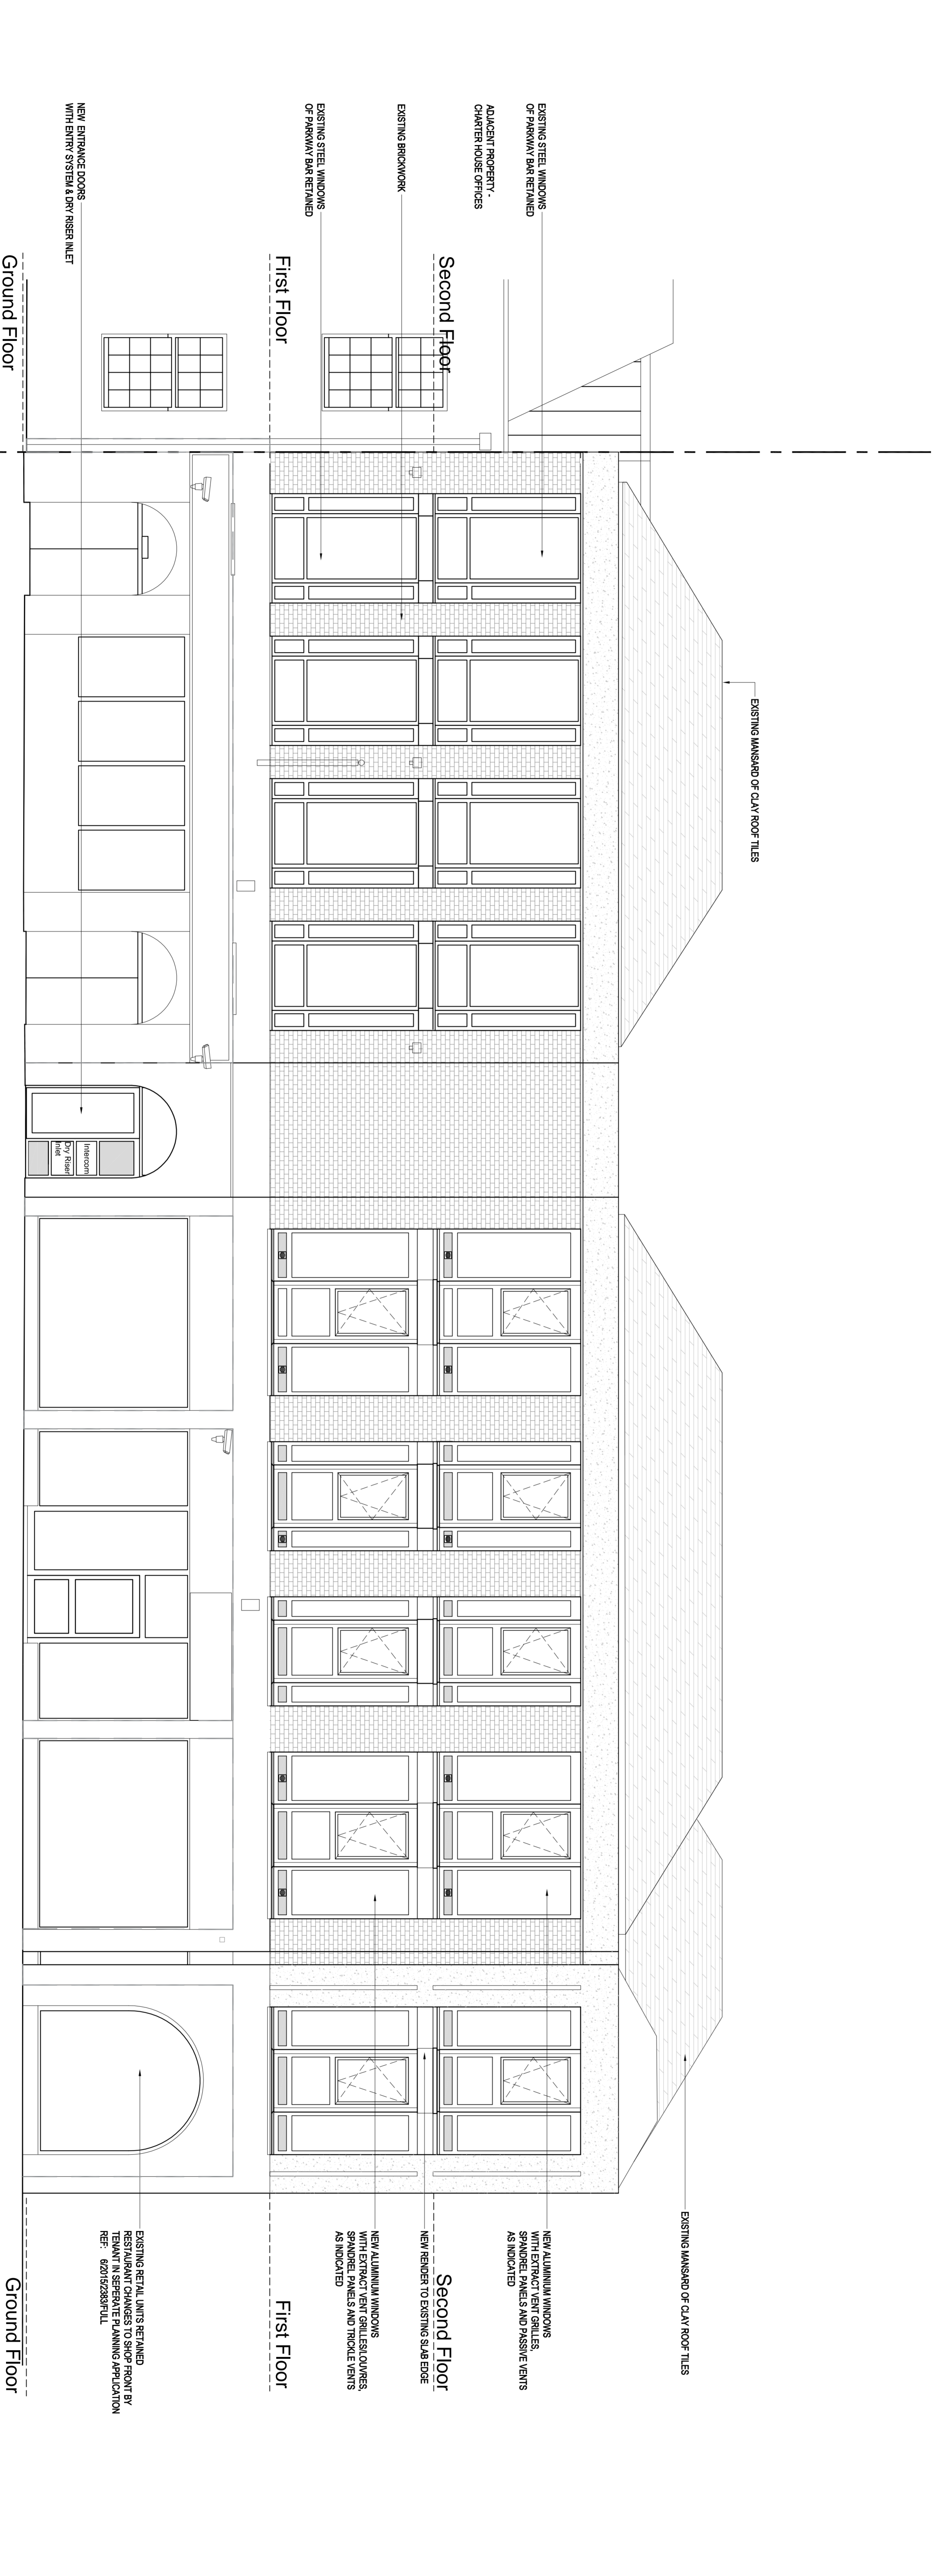 EXISTING MANSARD OF CLAY ROOF TILES
EXISTING STEEL WINDOWS
OF PARKWAY BAR RETAINED
ADJACENT PROPERTY -
CHARTER HOUSE OFFICES
Second Floor
EXISTING BRICKWORK
EXISTING STEEL WINDOWS
OF PARKWAY BAR RETAINED
First Floor
NEW ENTRANCE DOORS
WITH ENTRY SYSTEM & DRY RISER INLET
Ground Floor
Intercom
Dry Riser
Inlet
EXISTING MANSARD OF CLAY ROOF TILES
NEW ALUMINIUM WINDOWS
WITH EXTRACT VENT GRILLES,
SPANDREL PANELS AND PASSIVE VENTS
AS INDICATED
Second Floor
NEW RENDER TO EXISTING SLAB EDGE
NEW ALUMINIUM WINDOWS
WITH EXTRACT VENT GRILLES/LOUVRES,
SPANDREL PANELS AND TRICKLE VENTS
AS INDICATED
First Floor
EXISTING RETAIL UNITS RETAINED
RESTAURANT CHANGES TO SHOP FRONT BY
TENANT IN SEPERATE PLANNING APPLICATION
REF: 6/2015/2383/FULL
Ground Floor